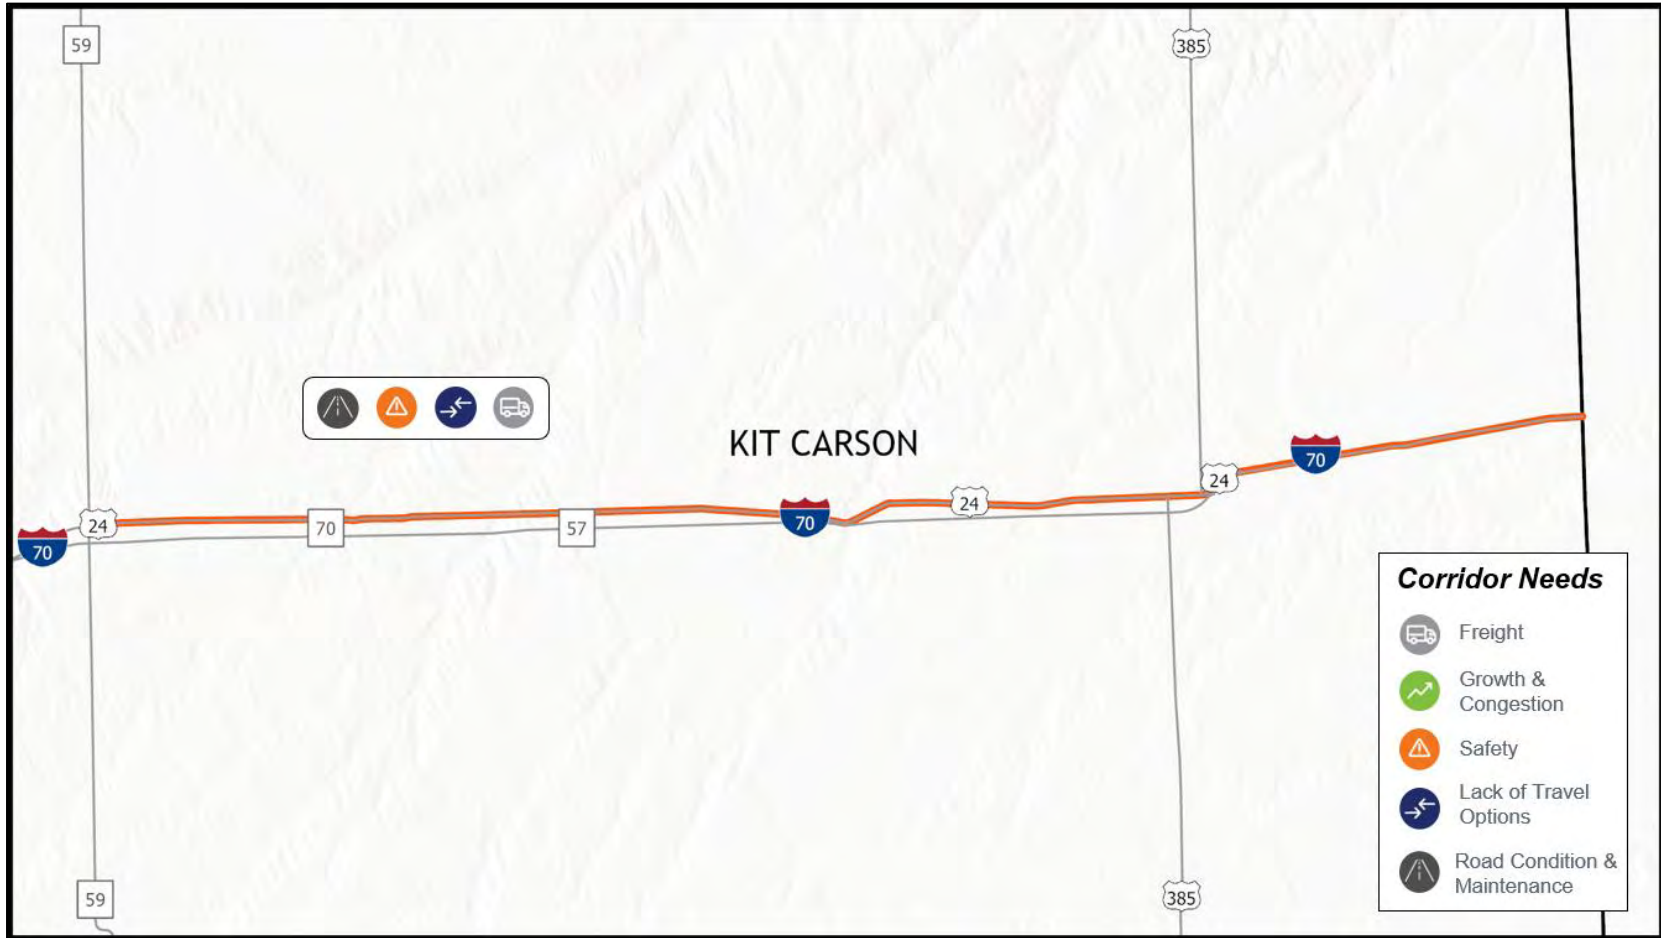 59
385
KIT CARSON
70
24
24
24
70
57
70
70
Corridor Needs
Freight
Growth &
Congestion
Safety
Lack of Travel
Options
Road Condition &
Maintenance
59
385